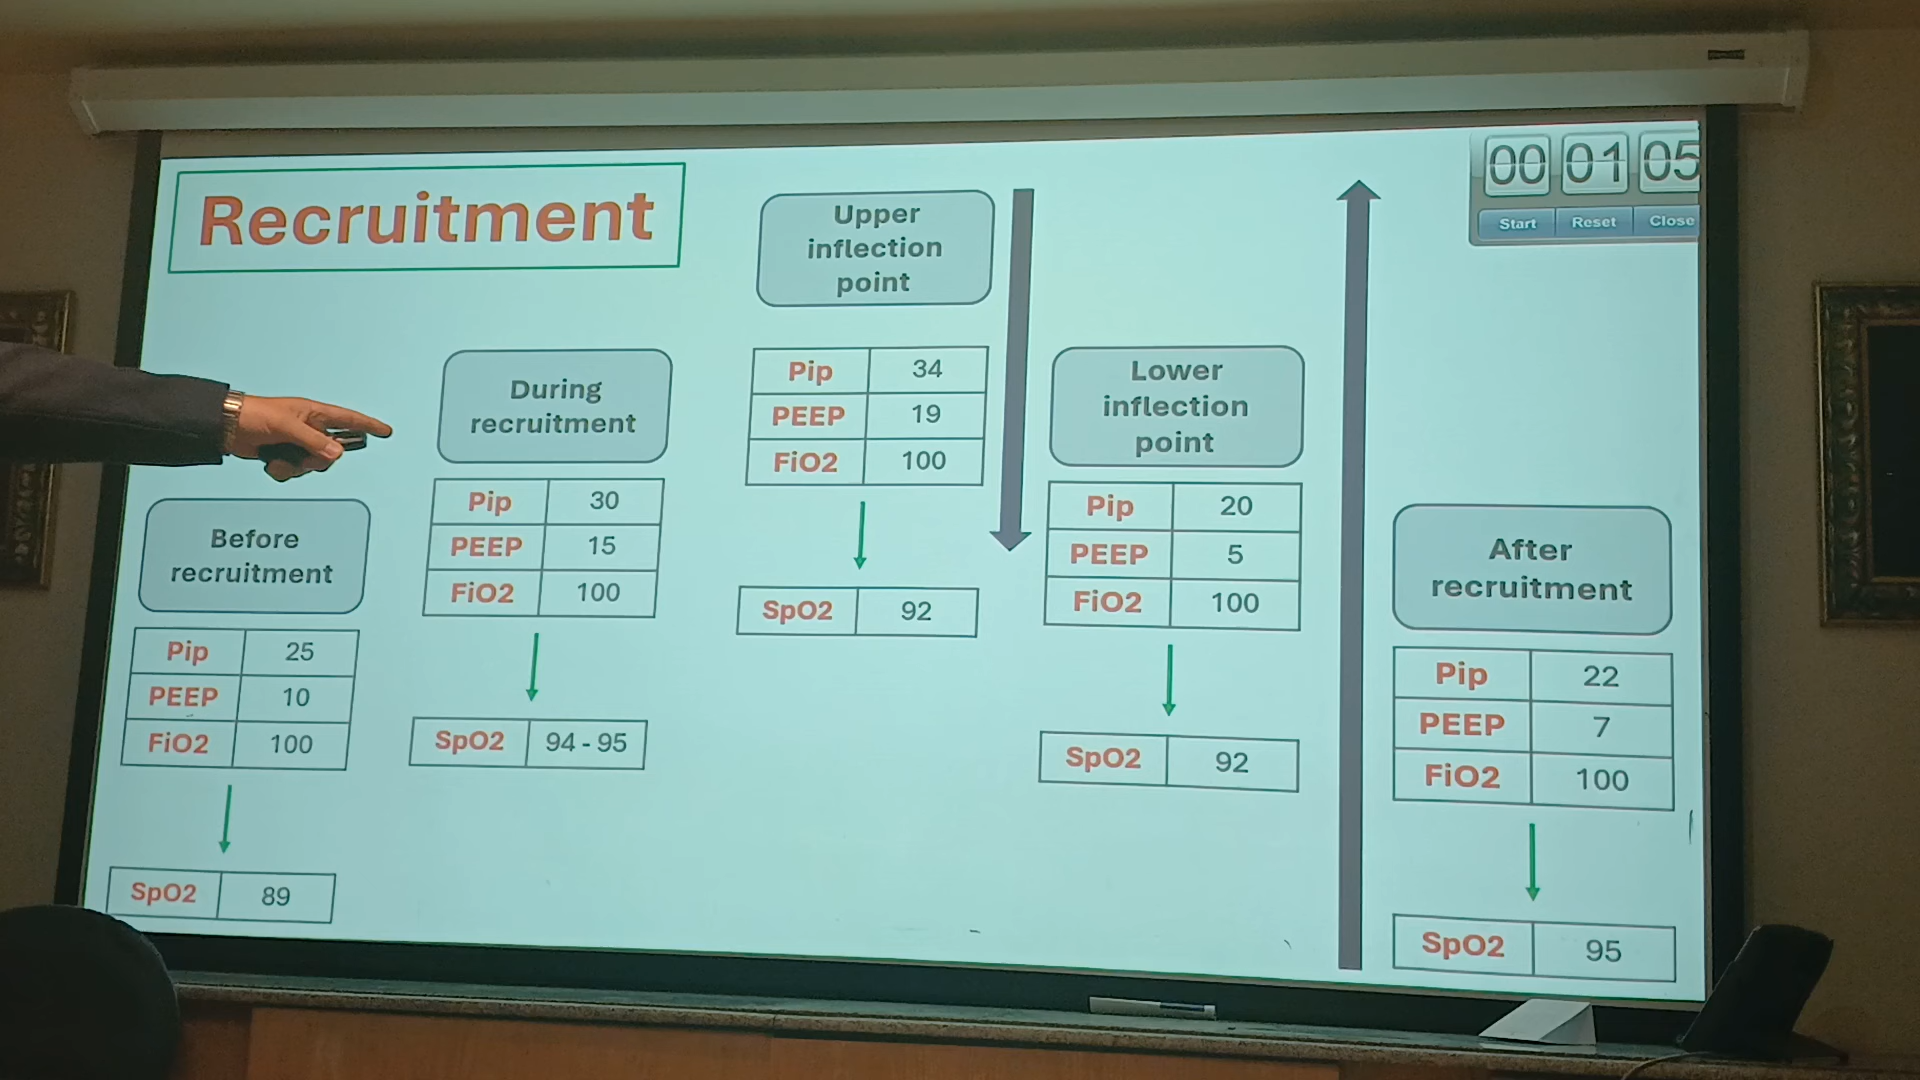 Recruitment
00 01 05
Start Reset Close
Before
recruitment
Pip 25
PEEP 10
FiO2 100
SpO2 89
During
recruitment
Pip 30
PEEP 15
FiO2 100
SpO2 94 - 95
Upper
inflection
point
Pip 34
PEEP 19
FiO2 100
SpO2 92
Lower
inflection
point
Pip 20
PEEP 5
FiO2 100
SpO2 92
After
recruitment
Pip 22
PEEP 7
FiO2 100
SpO2 95